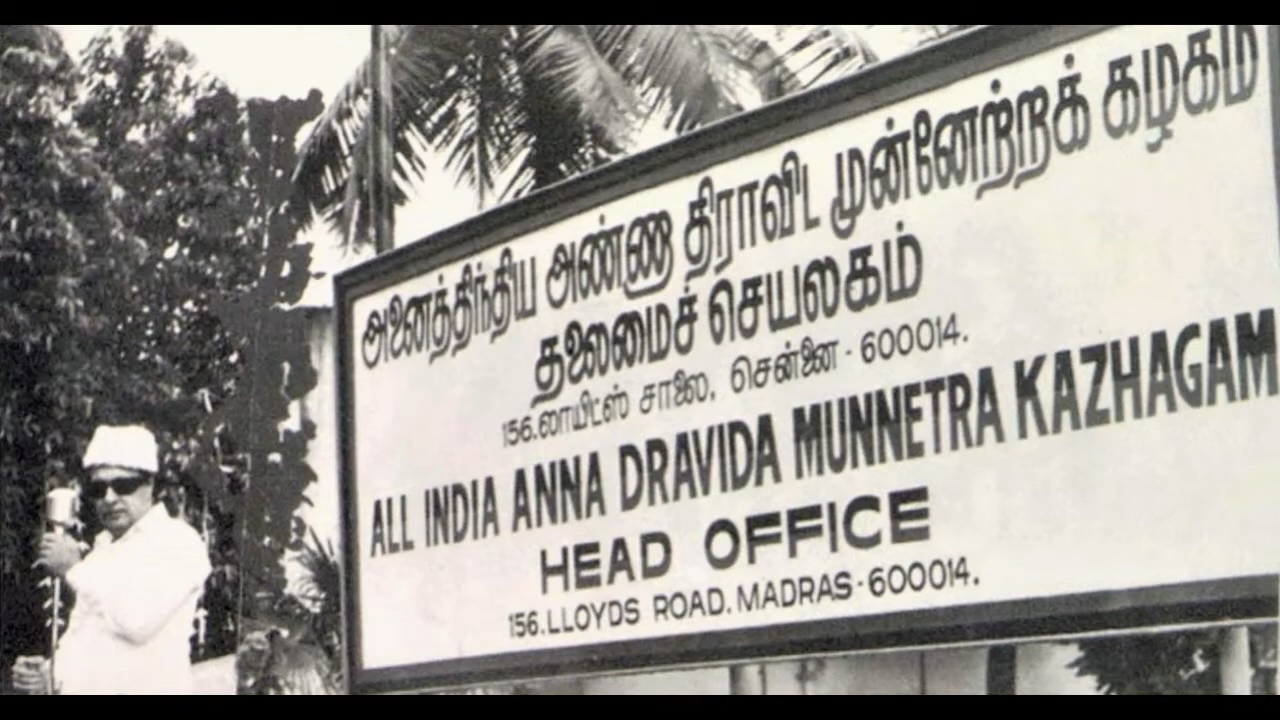 அனைத்திந்திய அண்ணா திராவிட முன்னேற்றக் கழகம்
தலைமைச் செயலகம்
156.லாயிட்ஸ் சாலை, சென்னை - 600014.
ALL INDIA ANNA DRAVIDA MUNNETRA KAZHAGAM
HEAD OFFICE
156.LLOYDS ROAD. MADRAS-600014.